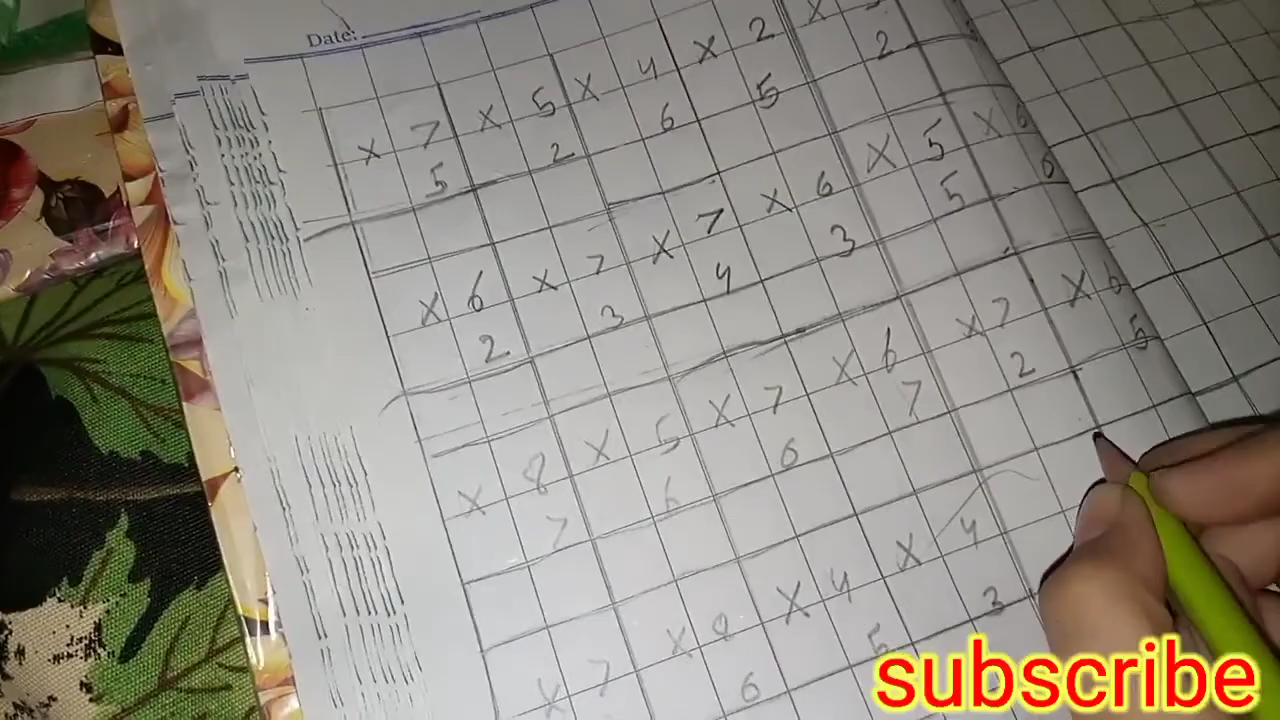 Date:
× 7 × 5 × 4 × 2 ×
5 2 6 5 2
× 6 × 7 × 7 × 6 × 5 × 6
2 3 4 3 5 6
× 8 × 5 × 7 × 6 × 7 × 6
7 6 6 7 2 5
× 7 × 8 × 4 × 4
6 5 3
subscribe